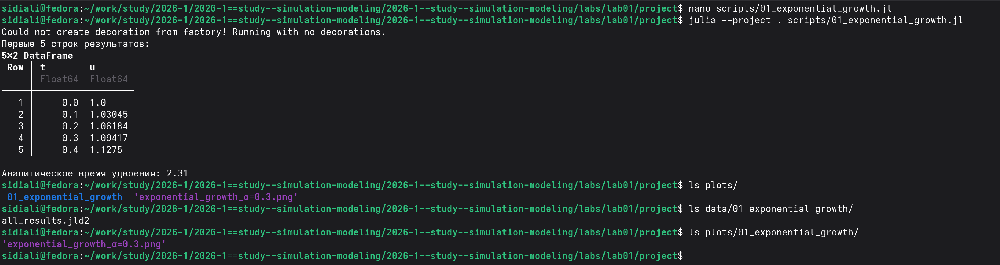 sidiali@fedora:~/work/study/2026-1/2026-1==study--simulation-modeling/2026-1--study--simulation-modeling/labs/lab01/project$ nano scripts/01_exponential_growth.jl
sidiali@fedora:~/work/study/2026-1/2026-1==study--simulation-modeling/2026-1--study--simulation-modeling/labs/lab01/project$ julia --project=. scripts/01_exponential_growth.jl
Could not create decoration from factory! Running with no decorations.
Первые 5 строк результатов:
5×2 DataFrame
Row t u
Float64 Float64
1 0.0 1.0
2 0.1 1.03045
3 0.2 1.06184
4 0.3 1.09417
5 0.4 1.1275
Аналитическое время удвоения: 2.31
sidiali@fedora:~/work/study/2026-1/2026-1==study--simulation-modeling/2026-1--study--simulation-modeling/labs/lab01/project$ ls plots/
01_exponential_growth 'exponential_growth_α=0.3.png'
sidiali@fedora:~/work/study/2026-1/2026-1==study--simulation-modeling/2026-1--study--simulation-modeling/labs/lab01/project$ ls data/01_exponential_growth/
all_results.jld2
sidiali@fedora:~/work/study/2026-1/2026-1==study--simulation-modeling/2026-1--study--simulation-modeling/labs/lab01/project$ ls plots/01_exponential_growth/
'exponential_growth_α=0.3.png'
sidiali@fedora:~/work/study/2026-1/2026-1==study--simulation-modeling/2026-1--study--simulation-modeling/labs/lab01/project$